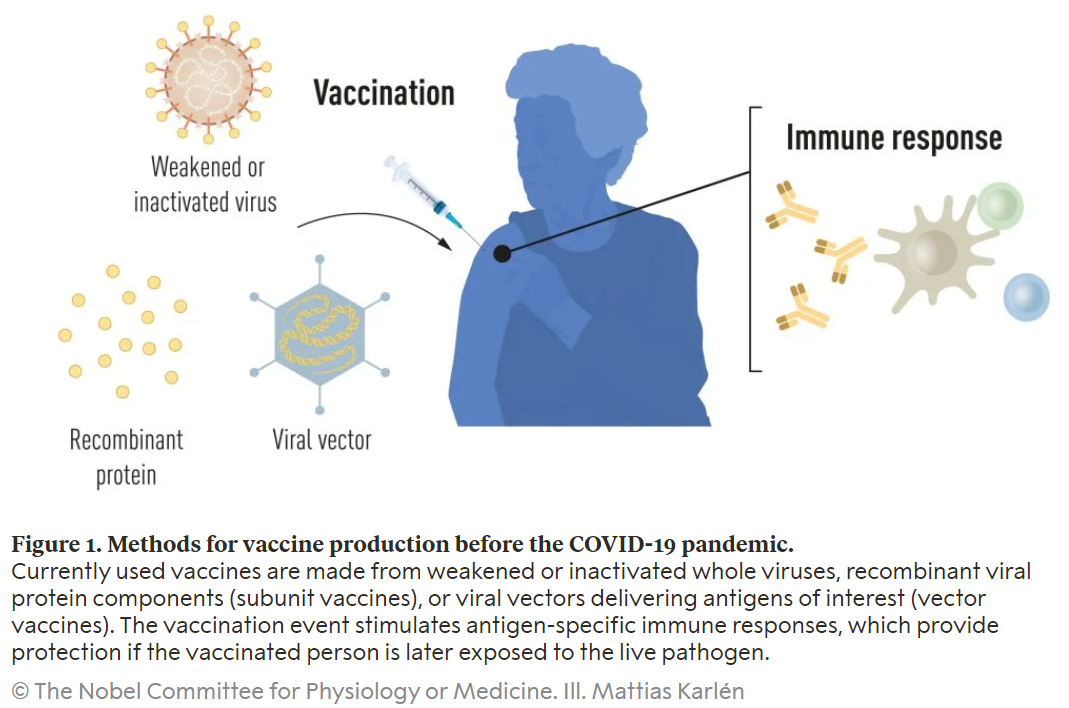 Vaccination
Weakened or
inactivated virus
Immune response
Recombinant
protein
Viral vector
Figure 1. Methods for vaccine production before the COVID-19 pandemic.
Currently used vaccines are made from weakened or inactivated whole viruses, recombinant viral
protein components (subunit vaccines), or viral vectors delivering antigens of interest (vector
vaccines). The vaccination event stimulates antigen-specific immune responses, which provide
protection if the vaccinated person is later exposed to the live pathogen.
© The Nobel Committee for Physiology or Medicine. Ill. Mattias Karlén